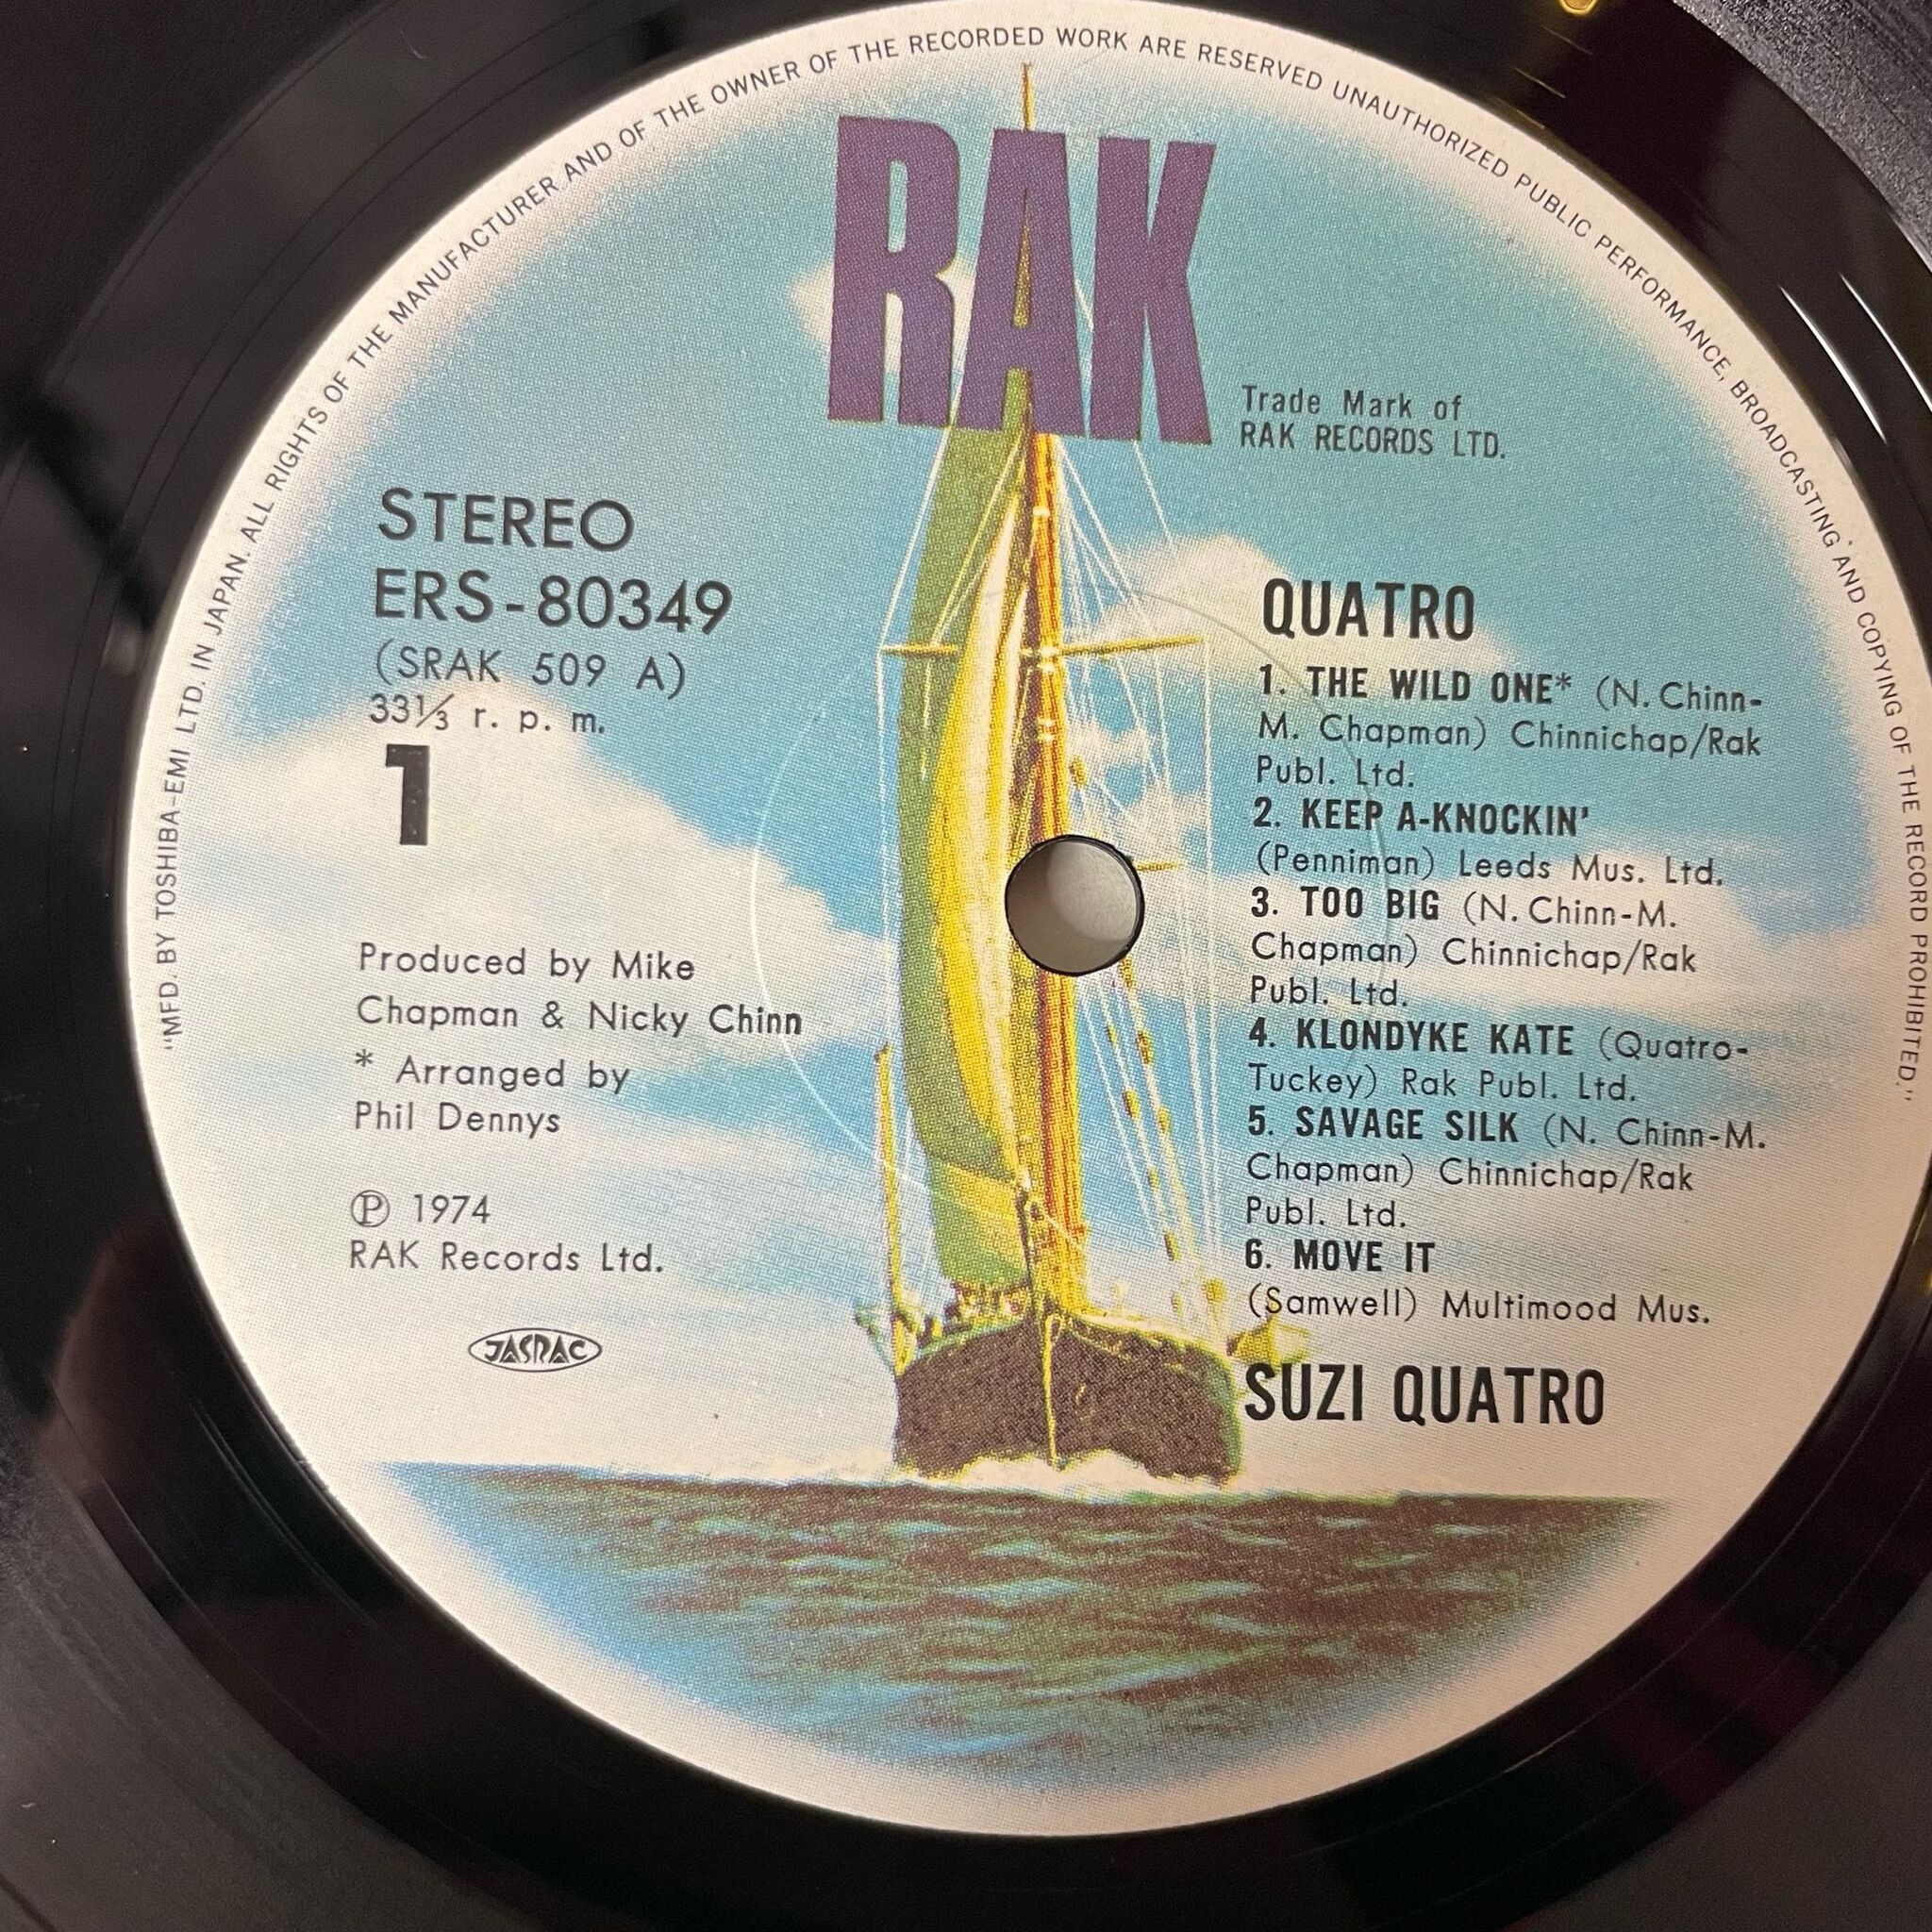 "MFD. BY TOSHIBA-EMI LTD. IN JAPAN. ALL RIGHTS OF THE MANUFACTURER AND OF THE OWNER OF THE RECORDED WORK ARE RESERVED UNAUTHORIZED PUBLIC PERFORMANCE, BROADCASTING AND COPYING OF THE RECORD PROHIBITED."
RAK
Trade Mark of
RAK RECORDS LTD.
STEREO
ERS-80349
(SRAK 509 A)
33⅓ r. p. m.
1
Produced by Mike
Chapman & Nicky Chinn
* Arranged by
Phil Dennys
Ⓟ 1974
RAK Records Ltd.
JASRAC
QUATRO
1. THE WILD ONE* (N. Chinn-
M. Chapman) Chinnichap/Rak
Publ. Ltd.
2. KEEP A-KNOCKIN'
(Penniman) Leeds Mus. Ltd.
3. TOO BIG (N. Chinn-M.
Chapman) Chinnichap/Rak
Publ. Ltd.
4. KLONDYKE KATE (Quatro-
Tuckey) Rak Publ. Ltd.
5. SAVAGE SILK (N. Chinn-M.
Chapman) Chinnichap/Rak
Publ. Ltd.
6. MOVE IT
(Samwell) Multimood Mus.
SUZI QUATRO